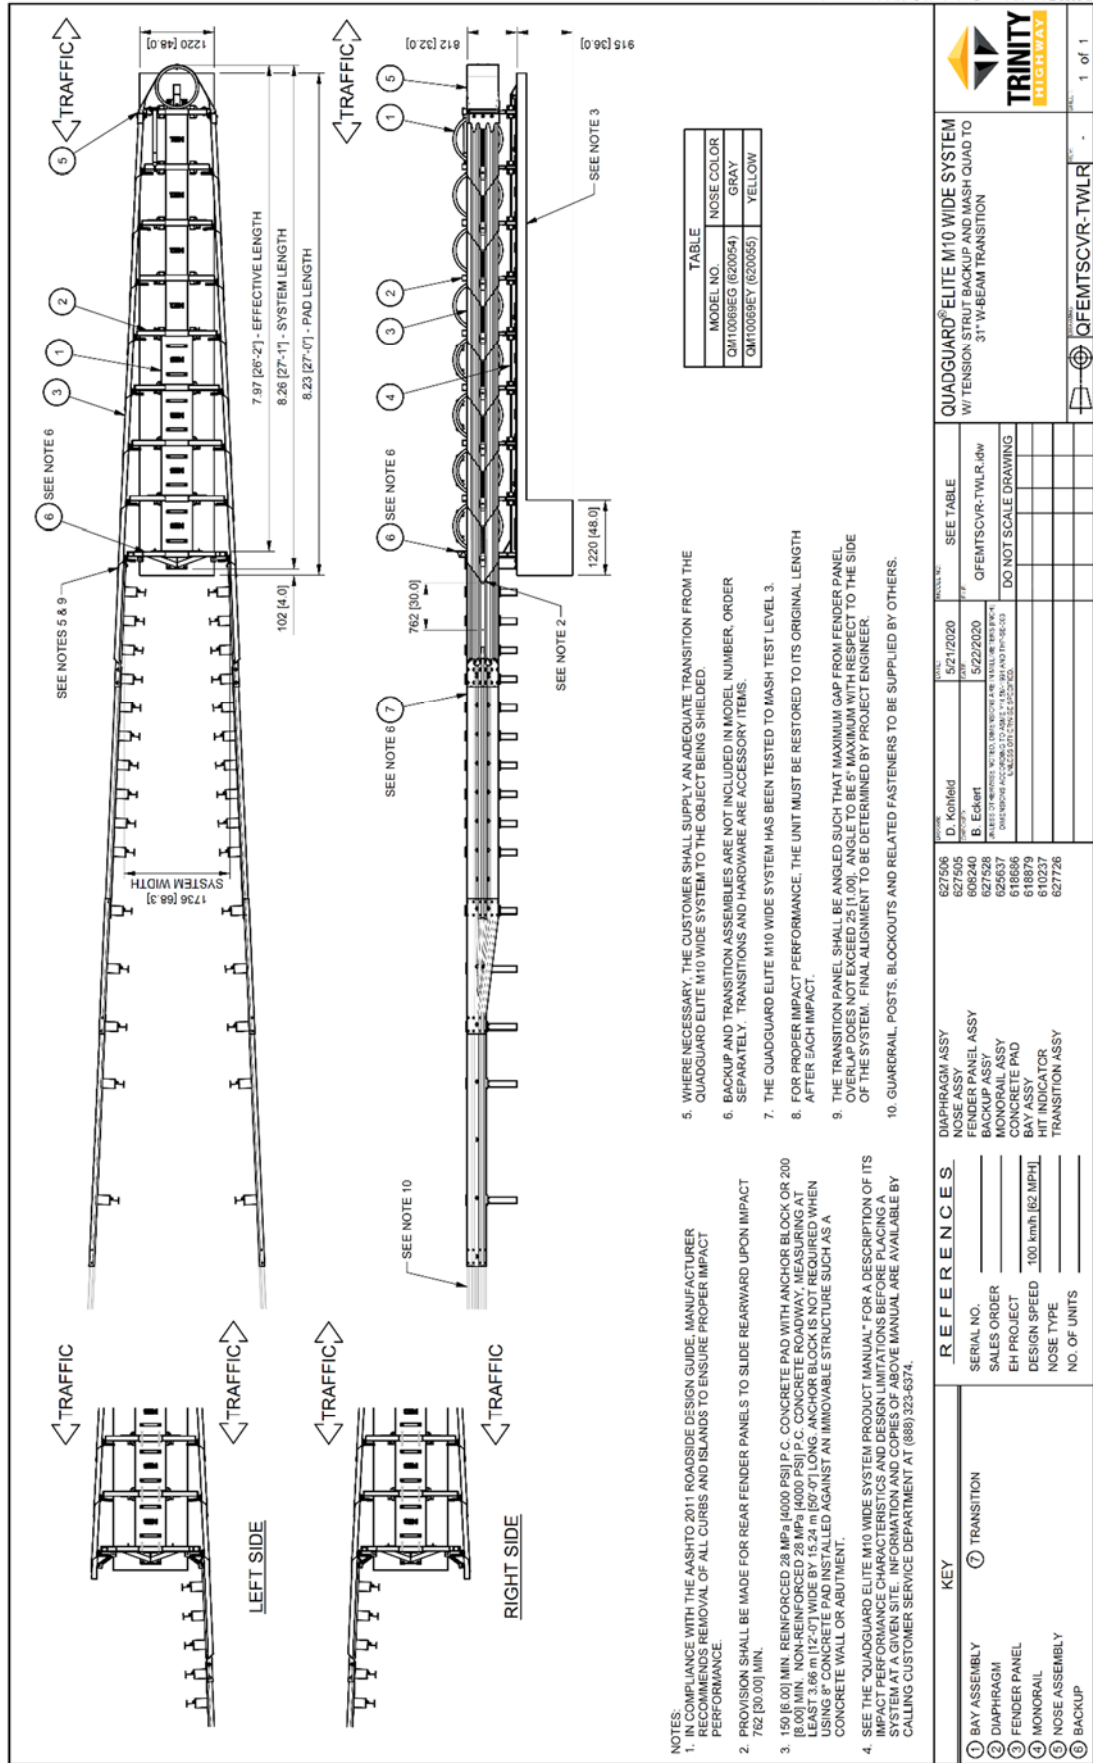 TRAFFIC
1220 [48.0]
7.97 [26'-2"] - EFFECTIVE LENGTH
8.26 [27'-1"] - SYSTEM LENGTH
8.23 [27'-0"] - PAD LENGTH
102 [4.0]
SEE NOTES 5 & 9
6 SEE NOTE 6
3
1
2
5
1736 [68.3]
SYSTEM WIDTH
TRAFFIC
812 [32.0]
915 [36.0]
5
1
2
3
4
6 SEE NOTE 6
SEE NOTE 6 7
762 [30.0]
1220 [48.0]
SEE NOTE 2
SEE NOTE 3
SEE NOTE 10
TRAFFIC
LEFT SIDE
TRAFFIC
TRAFFIC
RIGHT SIDE
TRAFFIC
TABLE
MODEL NO. NOSE COLOR
QM10069EG (620054) GRAY
QM10069EY (620055) YELLOW
NOTES:
1. IN COMPLIANCE WITH THE AASHTO 2011 ROADSIDE DESIGN GUIDE, MANUFACTURER
RECOMMENDS REMOVAL OF ALL CURBS AND ISLANDS TO ENSURE PROPER IMPACT
PERFORMANCE.
2. PROVISION SHALL BE MADE FOR REAR FENDER PANELS TO SLIDE REARWARD UPON IMPACT
762 [30.00] MIN.
3. 150 [6.00] MIN. REINFORCED 28 MPa [4000 PSI] P.C. CONCRETE PAD WITH ANCHOR BLOCK OR 200
[8.00] MIN. NON-REINFORCED 28 MPa [4000 PSI] P.C. CONCRETE ROADWAY, MEASURING AT
LEAST 3.66 m [12'-0"] WIDE BY 15.24 m [50'-0"] LONG. ANCHOR BLOCK IS NOT REQUIRED WHEN
USING 8" CONCRETE PAD INSTALLED AGAINST AN IMMOVABLE STRUCTURE SUCH AS A
CONCRETE WALL OR ABUTMENT.
4. SEE THE "QUADGUARD ELITE M10 WIDE SYSTEM PRODUCT MANUAL" FOR A DESCRIPTION OF ITS
IMPACT PERFORMANCE CHARACTERISTICS AND DESIGN LIMITATIONS BEFORE PLACING A
SYSTEM AT A GIVEN SITE. INFORMATION AND COPIES OF ABOVE MANUAL ARE AVAILABLE BY
CALLING CUSTOMER SERVICE DEPARTMENT AT (888) 323-6374.
5. WHERE NECESSARY, THE CUSTOMER SHALL SUPPLY AN ADEQUATE TRANSITION FROM THE
QUADGUARD ELITE M10 WIDE SYSTEM TO THE OBJECT BEING SHIELDED.
6. BACKUP AND TRANSITION ASSEMBLIES ARE NOT INCLUDED IN MODEL NUMBER, ORDER
SEPARATELY. TRANSITIONS AND HARDWARE ARE ACCESSORY ITEMS.
7. THE QUADGUARD ELITE M10 WIDE SYSTEM HAS BEEN TESTED TO MASH TEST LEVEL 3.
8. FOR PROPER IMPACT PERFORMANCE, THE UNIT MUST BE RESTORED TO ITS ORIGINAL LENGTH
AFTER EACH IMPACT.
9. THE TRANSITION PANEL SHALL BE ANGLED SUCH THAT MAXIMUM GAP FROM FENDER PANEL
OVERLAP DOES NOT EXCEED 25 [1.00]. ANGLE TO BE 5° MAXIMUM WITH RESPECT TO THE SIDE
OF THE SYSTEM. FINAL ALIGNMENT TO BE DETERMINED BY PROJECT ENGINEER.
10. GUARDRAIL, POSTS, BLOCKOUTS AND RELATED FASTENERS TO BE SUPPLIED BY OTHERS.
KEY
1 BAY ASSEMBLY 7 TRANSITION
2 DIAPHRAGM
3 FENDER PANEL
4 MONORAIL
5 NOSE ASSEMBLY
6 BACKUP
REFERENCES
SERIAL NO.
SALES ORDER
EH PROJECT
DESIGN SPEED 100 km/h [62 MPH]
NOSE TYPE
NO. OF UNITS
DIAPHRAGM ASSY 627506
NOSE ASSY 627505
FENDER PANEL ASSY 608240
BACKUP ASSY 627528
MONORAIL ASSY 625637
CONCRETE PAD 618686
BAY ASSY 618879
HIT INDICATOR 610237
TRANSITION ASSY 627726
D. Kohfeld 5/21/2020
B. Eckert 5/22/2020
SEE TABLE
QFEMTSCVR-TWLR.idw
DO NOT SCALE DRAWING
QUADGUARD® ELITE M10 WIDE SYSTEM
W/ TENSION STRUT BACKUP AND MASH QUAD TO
31" W-BEAM TRANSITION
QFEMTSCVR-TWLR
-
1 of 1
TRINITY
HIGHWAY